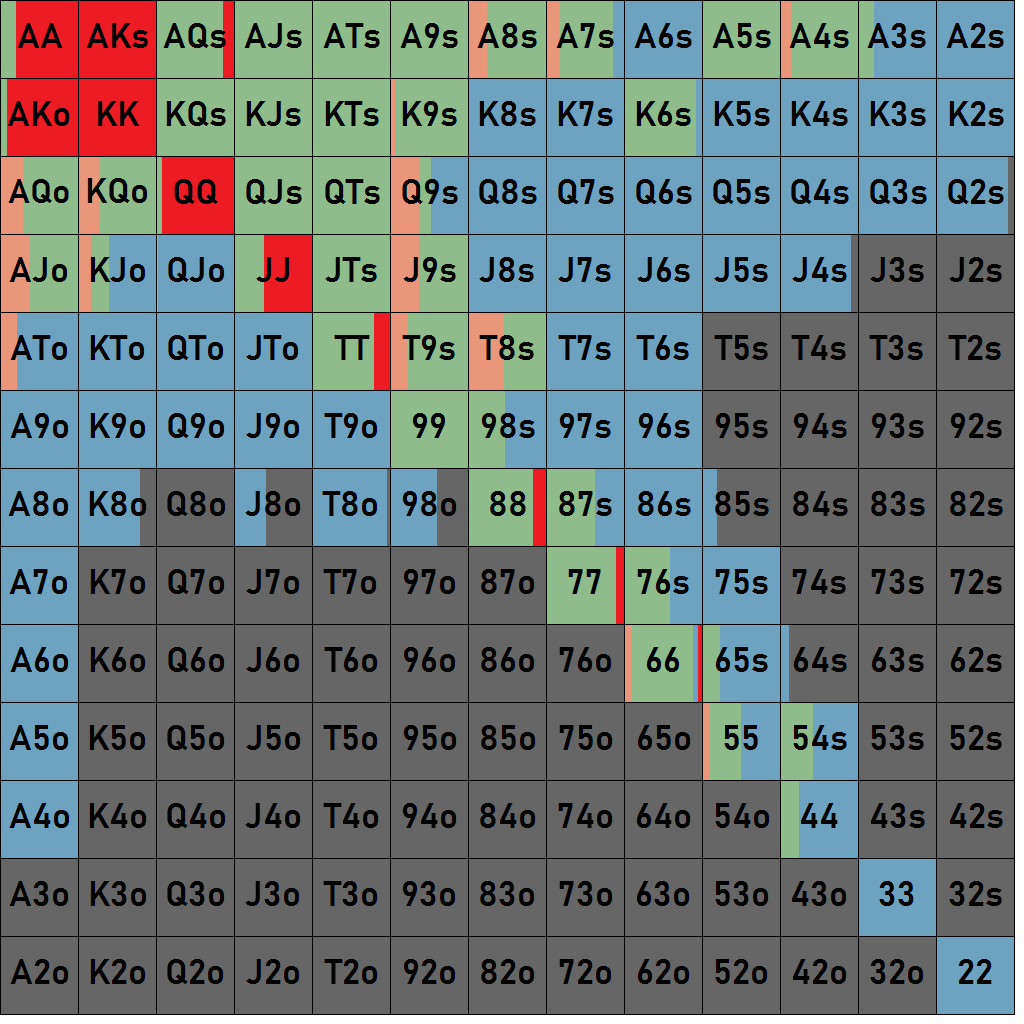 AA AKs AQs AJs ATs A9s A8s A7s A6s A5s A4s A3s A2s
AKo KK KQs KJs KTs K9s K8s K7s K6s K5s K4s K3s K2s
AQo KQo QQ QJs QTs Q9s Q8s Q7s Q6s Q5s Q4s Q3s Q2s
AJo KJo QJo JJ JTs J9s J8s J7s J6s J5s J4s J3s J2s
ATo KTo QTo JTo TT T9s T8s T7s T6s T5s T4s T3s T2s
A9o K9o Q9o J9o T9o 99 98s 97s 96s 95s 94s 93s 92s
A8o K8o Q8o J8o T8o 98o 88 87s 86s 85s 84s 83s 82s
A7o K7o Q7o J7o T7o 97o 87o 77 76s 75s 74s 73s 72s
A6o K6o Q6o J6o T6o 96o 86o 76o 66 65s 64s 63s 62s
A5o K5o Q5o J5o T5o 95o 85o 75o 65o 55 54s 53s 52s
A4o K4o Q4o J4o T4o 94o 84o 74o 64o 54o 44 43s 42s
A3o K3o Q3o J3o T3o 93o 83o 73o 63o 53o 43o 33 32s
A2o K2o Q2o J2o T2o 92o 82o 72o 62o 52o 42o 32o 22